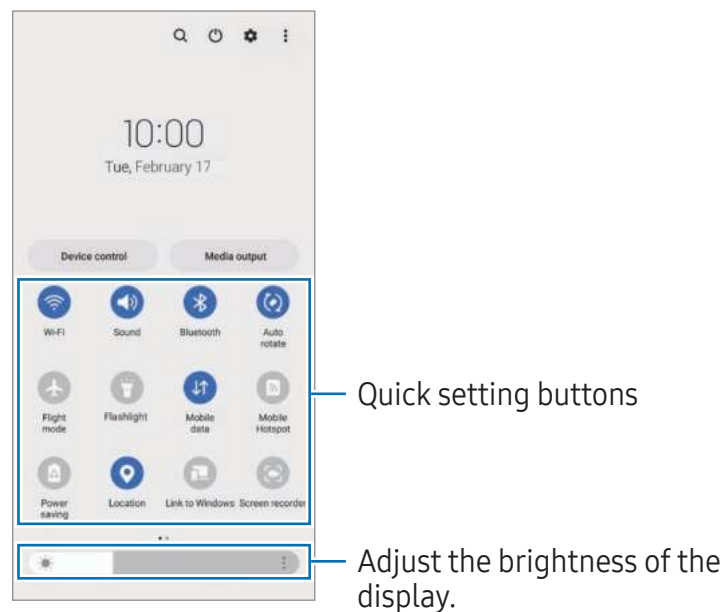 10:00
Tue, February 17
Device control Media output
Wi-Fi Sound Bluetooth Auto
rotate
Flight
mode Flashlight Mobile
data Mobile
Hotspot
Quick setting buttons
Power
saving Location Link to Windows Screen recorder
Adjust the brightness of the
display.